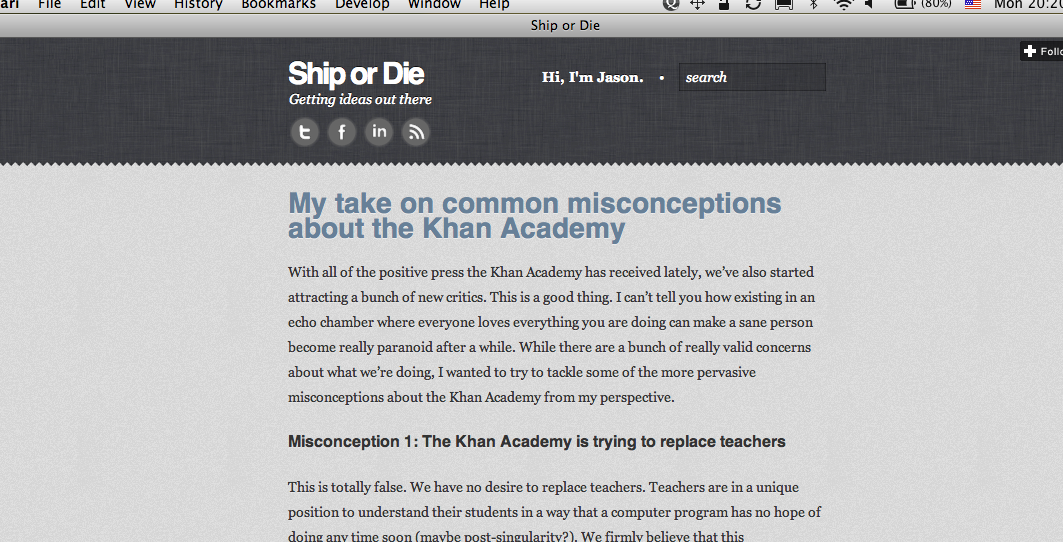 ari File Edit View History Bookmarks Develop Window Help (80%) Mon 20:20
Ship or Die
Follo
Ship or Die
Hi, I'm Jason. • search
Getting ideas out there
My take on common misconceptions
about the Khan Academy
With all of the positive press the Khan Academy has received lately, we’ve also started
attracting a bunch of new critics. This is a good thing. I can’t tell you how existing in an
echo chamber where everyone loves everything you are doing can make a sane person
become really paranoid after a while. While there are a bunch of really valid concerns
about what we’re doing, I wanted to try to tackle some of the more pervasive
misconceptions about the Khan Academy from my perspective.
Misconception 1: The Khan Academy is trying to replace teachers
This is totally false. We have no desire to replace teachers. Teachers are in a unique
position to understand their students in a way that a computer program has no hope of
doing any time soon (maybe post-singularity?). We firmly believe that this